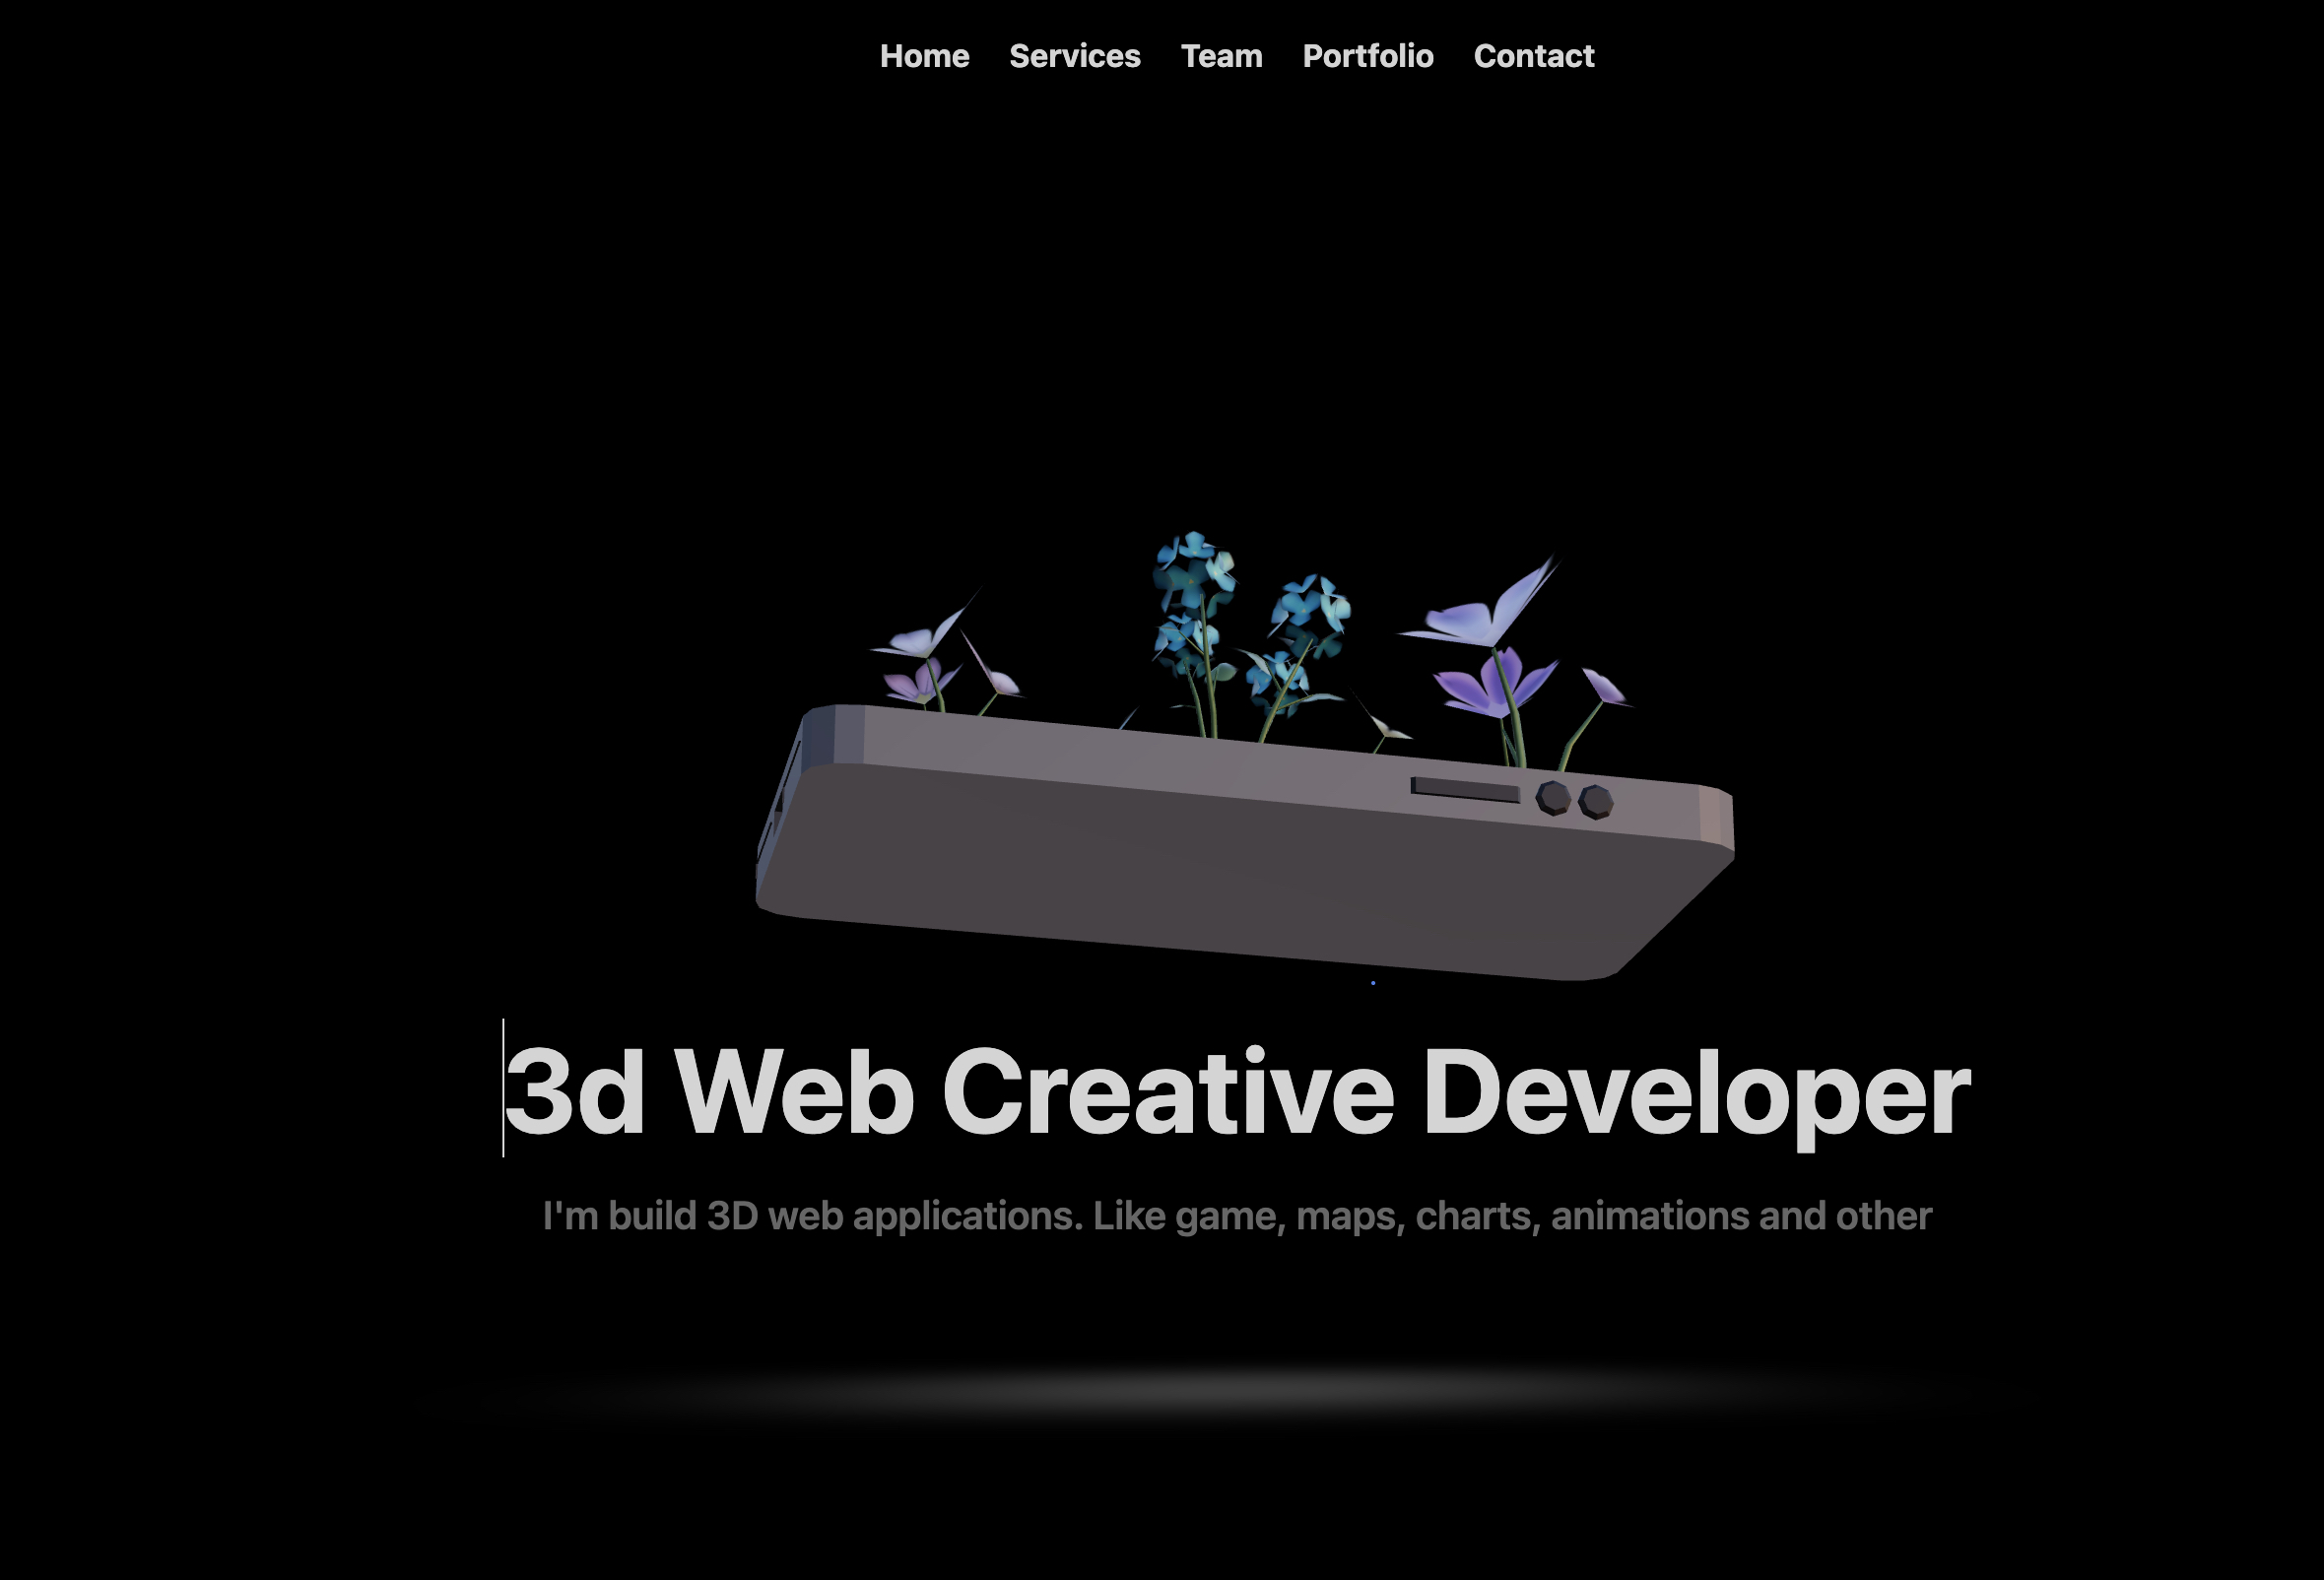 Home Services Team Portfolio Contact
3d Web Creative Developer
I'm build 3D web applications. Like game, maps, charts, animations and other